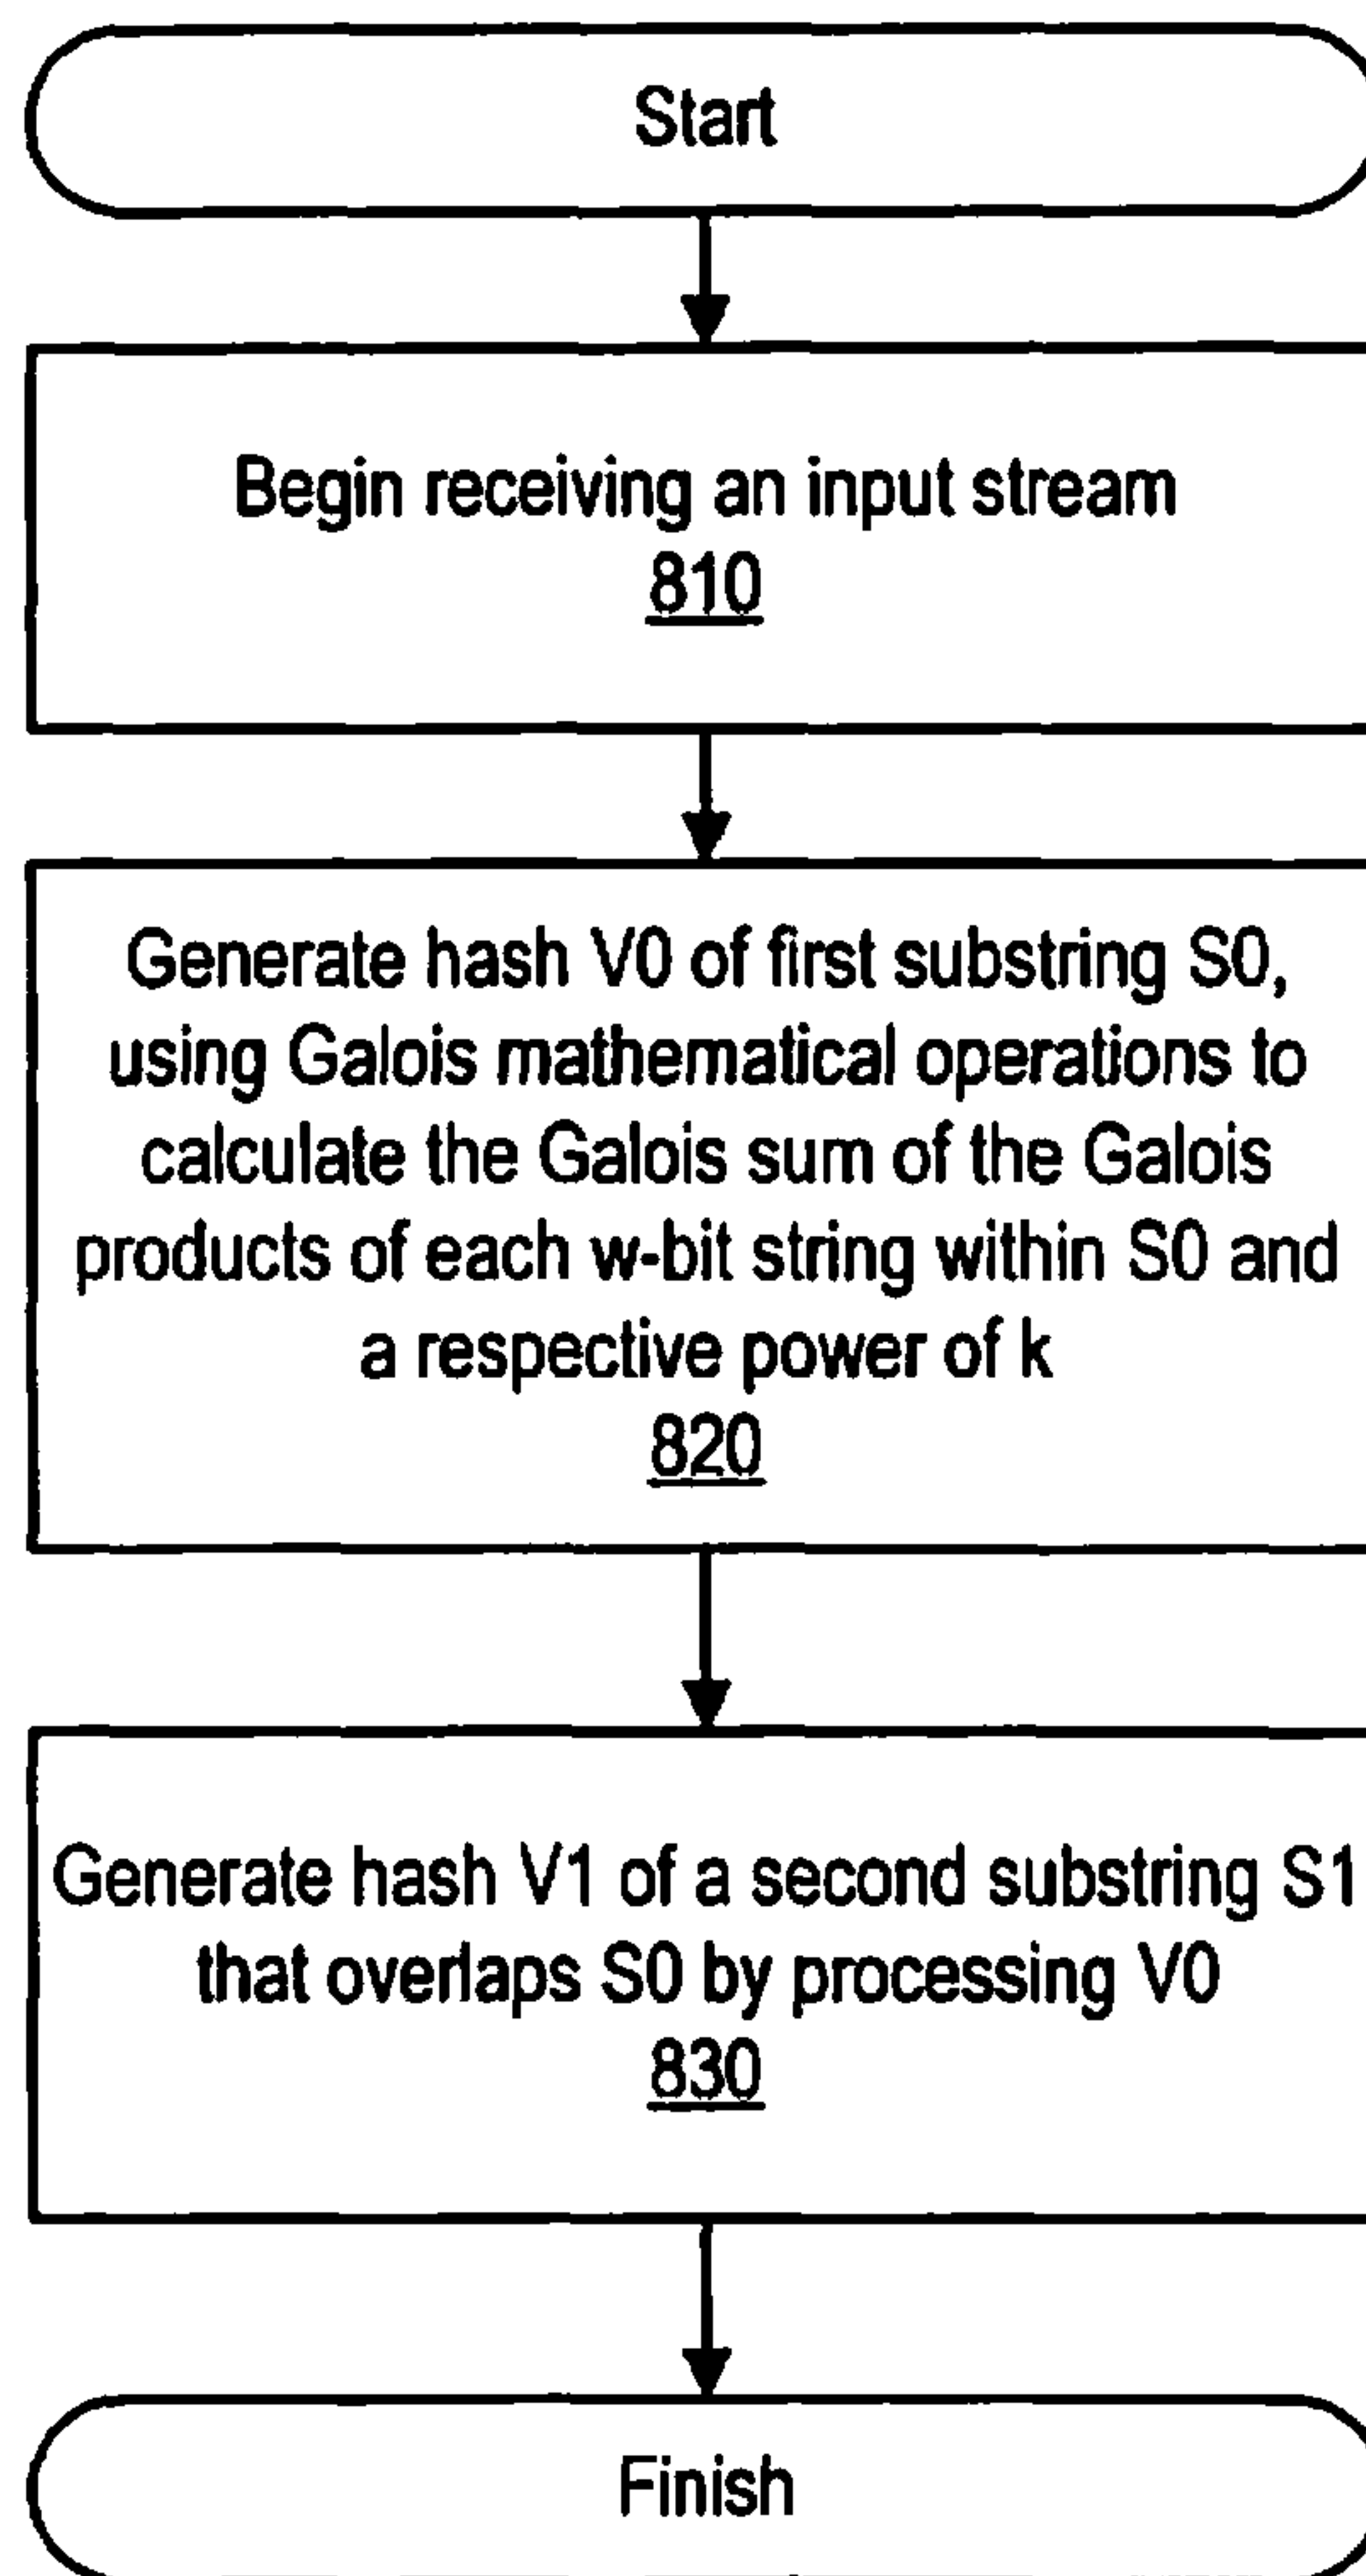 Start
Begin receiving an input stream
810
Generate hash V0 of first substring S0,
using Galois mathematical operations to
calculate the Galois sum of the Galois
products of each w-bit string within S0 and
a respective power of k
820
Generate hash V1 of a second substring S1
that overlaps S0 by processing V0
830
Finish